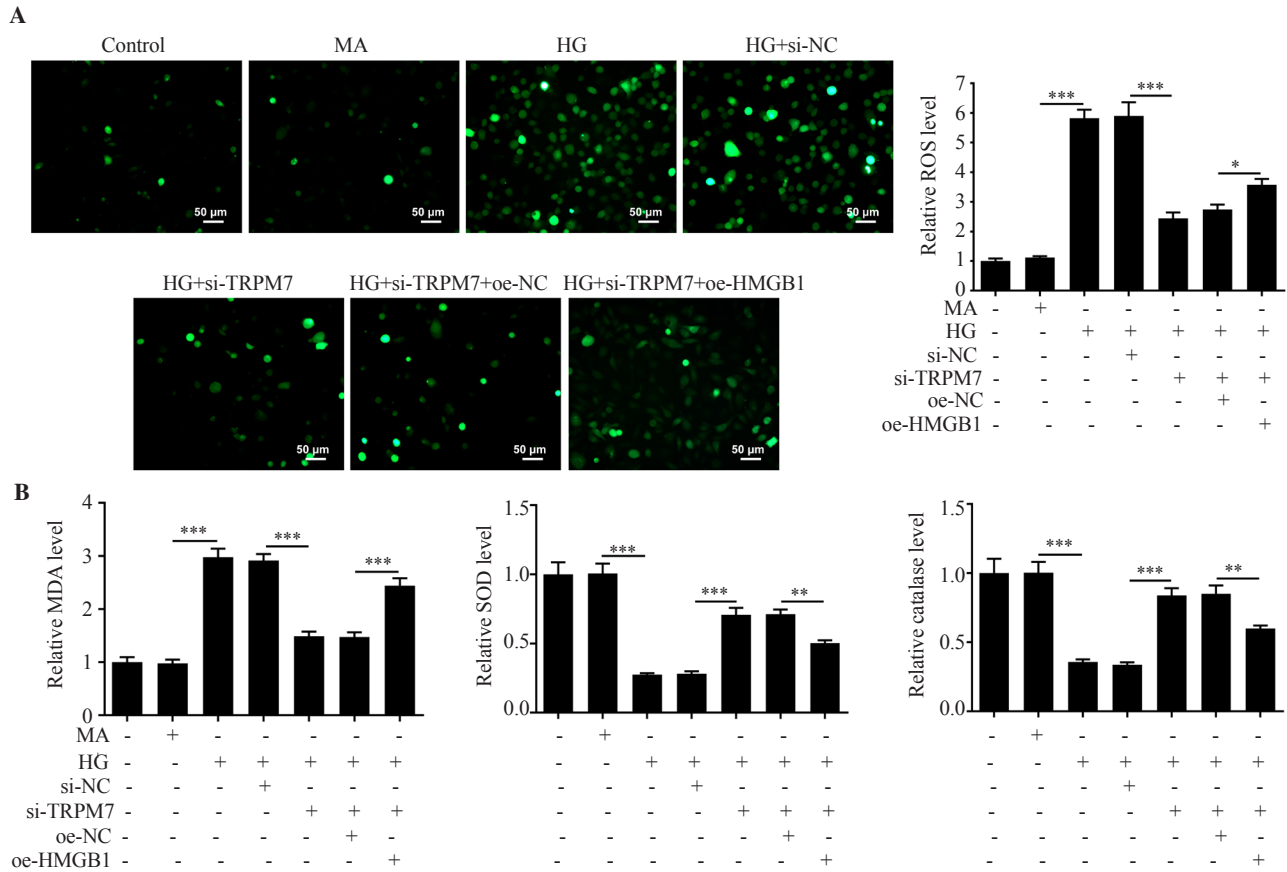 A
Control MA HG HG+si-NC
50 µm 50 µm 50 µm 50 µm
HG+si-TRPM7 HG+si-TRPM7+oe-NC HG+si-TRPM7+oe-HMGB1
50 µm 50 µm 50 µm
Relative ROS level
7
6
5
4
3
2
1
0
*** *** *
MA - + - - - - -
HG - - + + + + +
si-NC - - - + - - -
si-TRPM7 - - - - + + +
oe-NC - - - - - + -
oe-HMGB1 - - - - - - +
B
Relative MDA level
4
3
2
1
0
*** *** ***
MA - + - - - - -
HG - - + + + + +
si-NC - - - + - - -
si-TRPM7 - - - - + + +
oe-NC - - - - - + -
oe-HMGB1 - - - - - - +
Relative SOD level
1.5
1.0
0.5
0.0
*** *** **
- + - - - - -
- - + + + + +
- - - + - - -
- - - - + + +
- - - - - + -
- - - - - - +
Relative catalase level
1.5
1.0
0.5
0.0
*** *** **
- + - - - - -
- - + + + + +
- - - + - - -
- - - - + + +
- - - - - + -
- - - - - - +